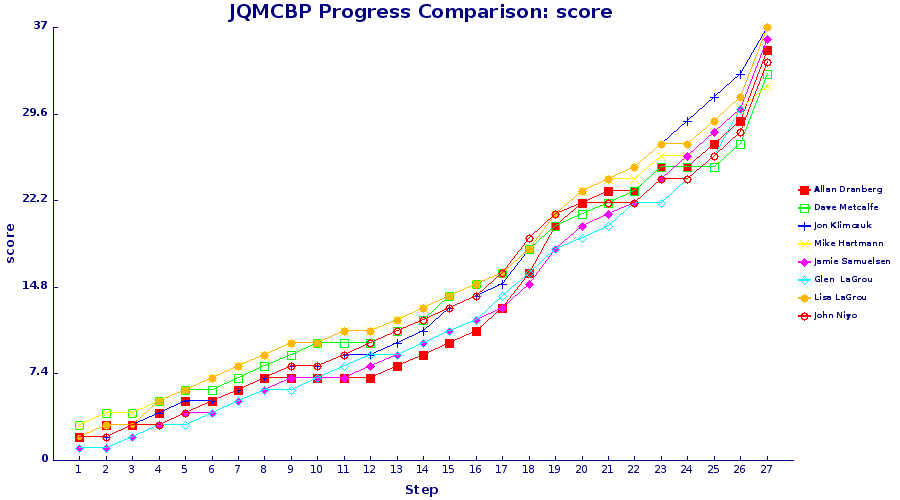 JQMCBP Progress Comparison: score
37
29.6
22.2
14.8
7.4
0
score
1 2 3 4 5 6 7 8 9 10 11 12 13 14 15 16 17 18 19 20 21 22 23 24 25 26 27
Step
Allan Dranberg
Dave Metcalfe
Jon Klimczuk
Mike Hartmann
Jamie Samuelsen
Glen LaGrou
Lisa LaGrou
John Niyo